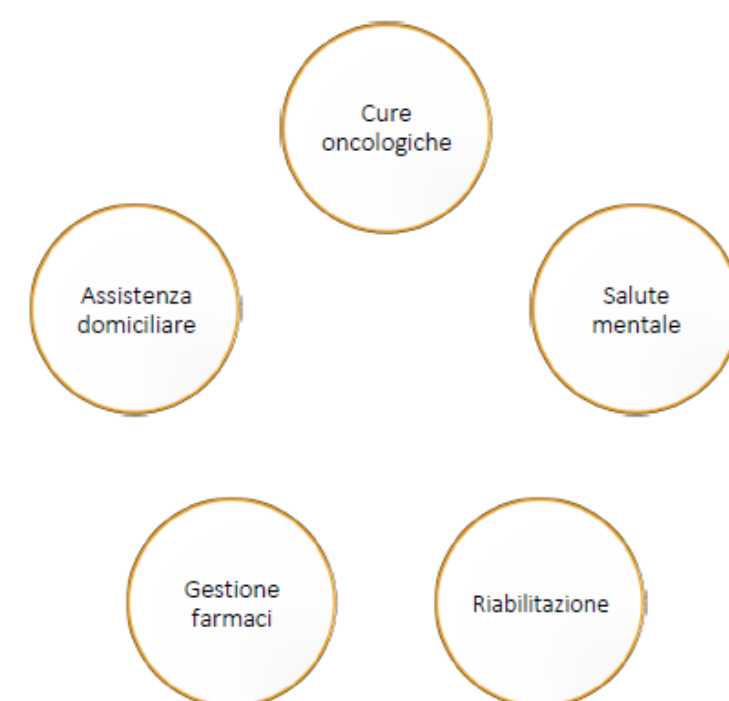 Cure
oncologiche
Assistenza
domiciliare
Salute
mentale
Gestione
farmaci
Riabilitazione